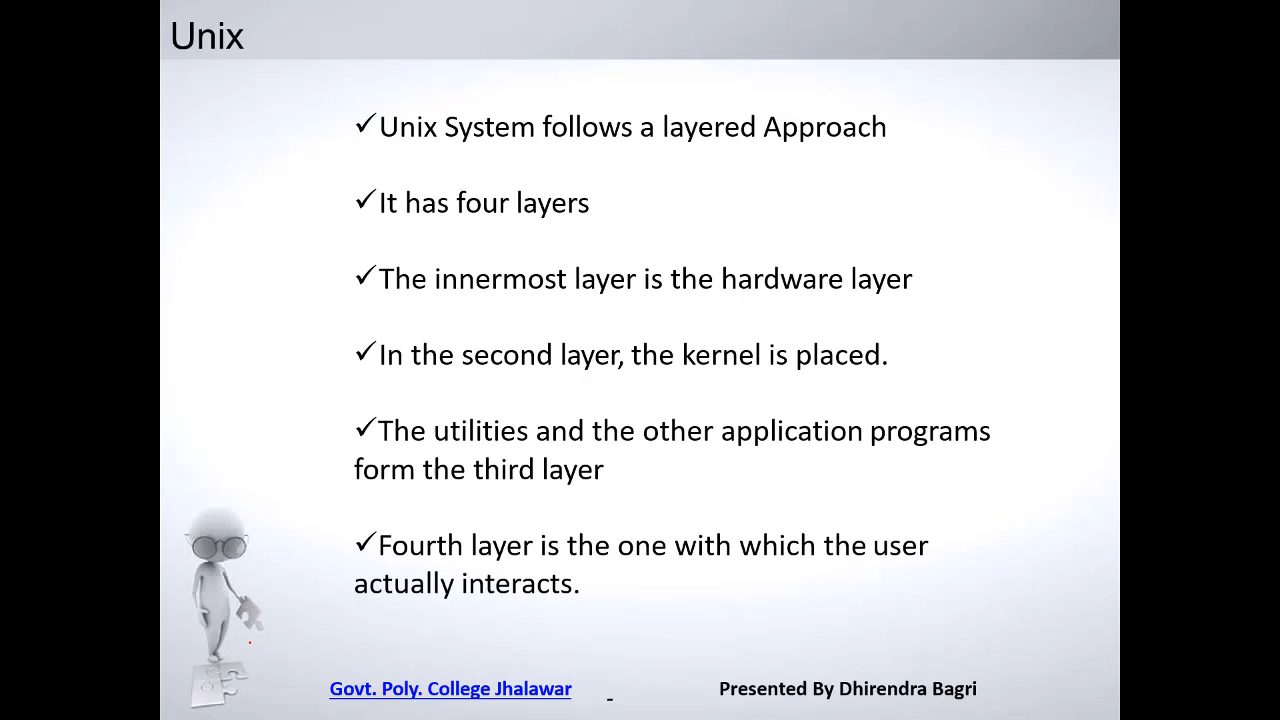 Unix
✓Unix System follows a layered Approach
✓It has four layers
✓The innermost layer is the hardware layer
✓In the second layer, the kernel is placed.
✓The utilities and the other application programs
form the third layer
✓Fourth layer is the one with which the user
actually interacts.
Govt. Poly. College Jhalawar - Presented By Dhirendra Bagri